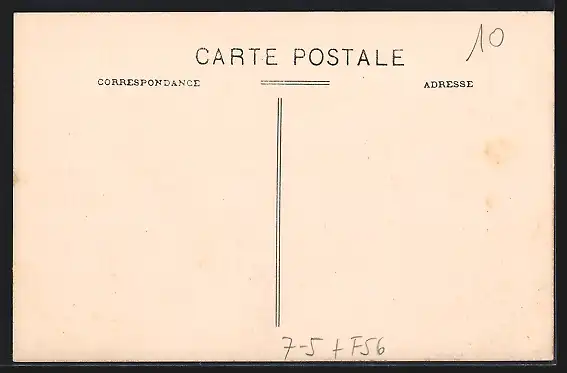 10
CARTE POSTALE
CORRESPONDANCE
ADRESSE
7-5 + F56